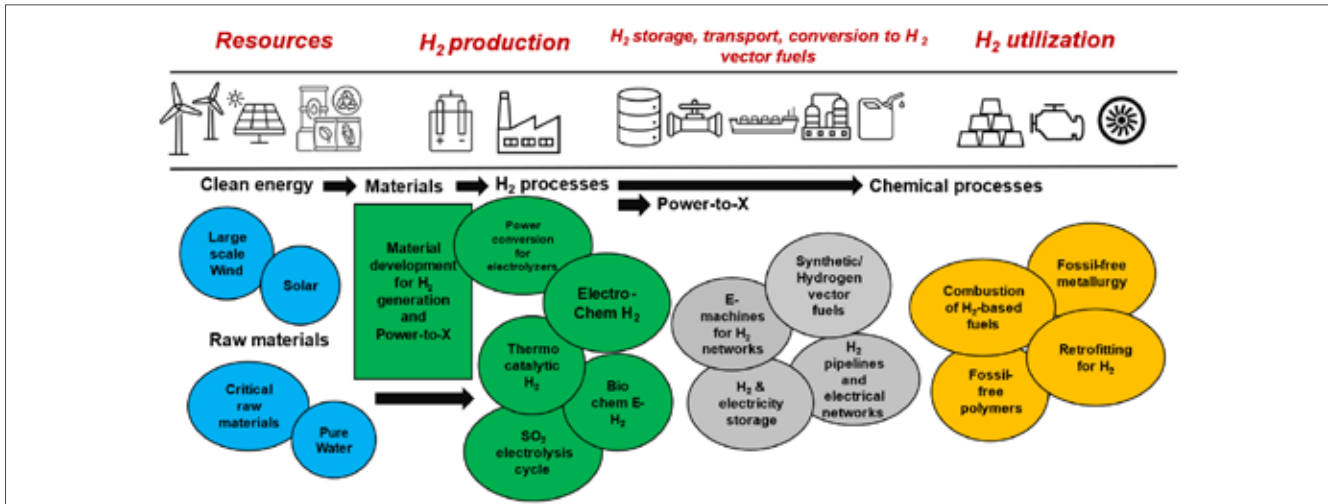 Resources
H₂ production
H₂ storage, transport, conversion to H₂
vector fuels
H₂ utilization
Clean energy
Materials
H₂ processes
Chemical processes
Power-to-X
Large
scale
Wind
Solar
Raw materials
Critical
raw
materials
Pure
Water
Material
development
for H₂
generation
and
Power-to-X
Power
conversion
for
electrolyzers
Electro-
Chem H₂
Thermo
catalytic
H₂
Bio
chem E-
H₂
SO₂
electrolysis
cycle
E-
machines
for H₂
networks
Synthetic/
Hydrogen
vector
fuels
H₂ &
electricity
storage
H₂
pipelines
and
electrical
networks
Combustion
of H₂-based
fuels
Fossil-free
metallurgy
Retrofitting
for H₂
Fossil-
free
polymers